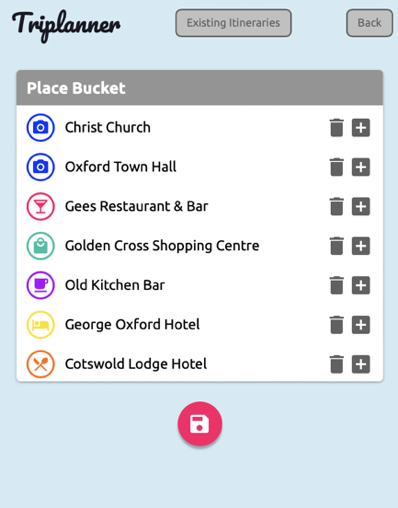 Triplanner
Existing Itineraries
Back
Place Bucket
Christ Church
Oxford Town Hall
Gees Restaurant & Bar
Golden Cross Shopping Centre
Old Kitchen Bar
George Oxford Hotel
Cotswold Lodge Hotel